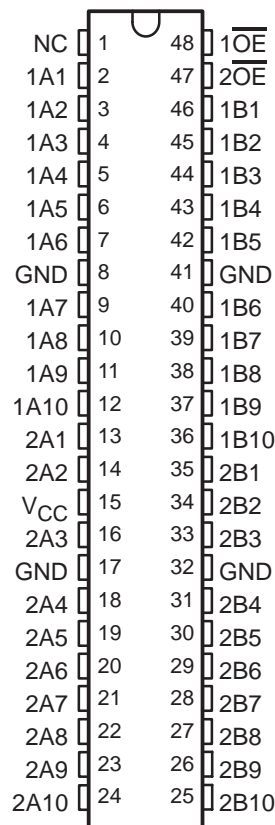 NC 1 48 1O̅E̅
1A1 2 47 2O̅E̅
1A2 3 46 1B1
1A3 4 45 1B2
1A4 5 44 1B3
1A5 6 43 1B4
1A6 7 42 1B5
GND 8 41 GND
1A7 9 40 1B6
1A8 10 39 1B7
1A9 11 38 1B8
1A10 12 37 1B9
2A1 13 36 1B10
2A2 14 35 2B1
VCC 15 34 2B2
2A3 16 33 2B3
GND 17 32 GND
2A4 18 31 2B4
2A5 19 30 2B5
2A6 20 29 2B6
2A7 21 28 2B7
2A8 22 27 2B8
2A9 23 26 2B9
2A10 24 25 2B10